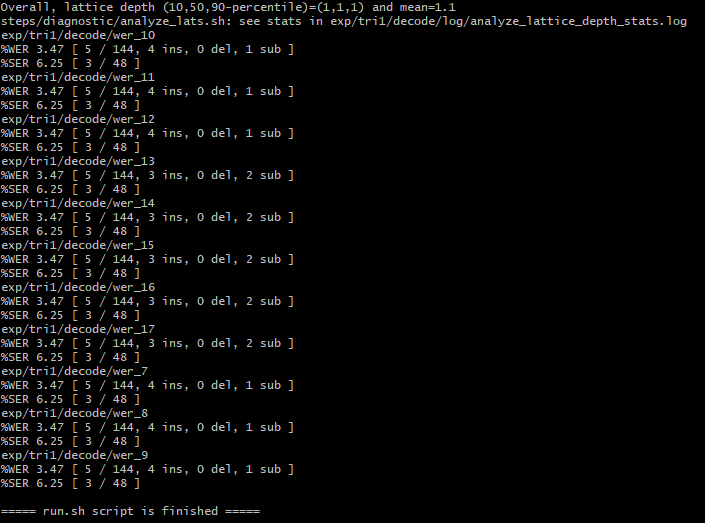 Overall, lattice depth (10,50,90-percentile)=(1,1,1) and mean=1.1
steps/diagnostic/analyze_lats.sh: see stats in exp/tri1/decode/log/analyze_lattice_depth_stats.log
exp/tri1/decode/wer_10
%WER 3.47 [ 5 / 144, 4 ins, 0 del, 1 sub ]
%SER 6.25 [ 3 / 48 ]
exp/tri1/decode/wer_11
%WER 3.47 [ 5 / 144, 4 ins, 0 del, 1 sub ]
%SER 6.25 [ 3 / 48 ]
exp/tri1/decode/wer_12
%WER 3.47 [ 5 / 144, 4 ins, 0 del, 1 sub ]
%SER 6.25 [ 3 / 48 ]
exp/tri1/decode/wer_13
%WER 3.47 [ 5 / 144, 3 ins, 0 del, 2 sub ]
%SER 6.25 [ 3 / 48 ]
exp/tri1/decode/wer_14
%WER 3.47 [ 5 / 144, 3 ins, 0 del, 2 sub ]
%SER 6.25 [ 3 / 48 ]
exp/tri1/decode/wer_15
%WER 3.47 [ 5 / 144, 3 ins, 0 del, 2 sub ]
%SER 6.25 [ 3 / 48 ]
exp/tri1/decode/wer_16
%WER 3.47 [ 5 / 144, 3 ins, 0 del, 2 sub ]
%SER 6.25 [ 3 / 48 ]
exp/tri1/decode/wer_17
%WER 3.47 [ 5 / 144, 3 ins, 0 del, 2 sub ]
%SER 6.25 [ 3 / 48 ]
exp/tri1/decode/wer_7
%WER 3.47 [ 5 / 144, 4 ins, 0 del, 1 sub ]
%SER 6.25 [ 3 / 48 ]
exp/tri1/decode/wer_8
%WER 3.47 [ 5 / 144, 4 ins, 0 del, 1 sub ]
%SER 6.25 [ 3 / 48 ]
exp/tri1/decode/wer_9
%WER 3.47 [ 5 / 144, 4 ins, 0 del, 1 sub ]
%SER 6.25 [ 3 / 48 ]
===== run.sh script is finished =====